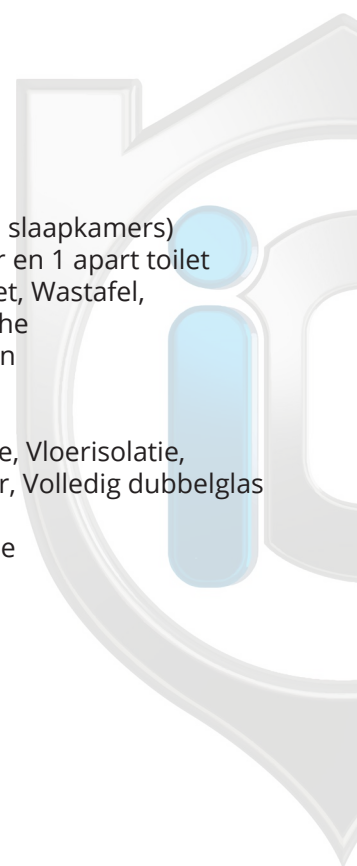 slaapkamers)
r en 1 apart toilet
et, Wastafel,
he
n
e, Vloerisolatie,
r, Volledig dubbelglas
e